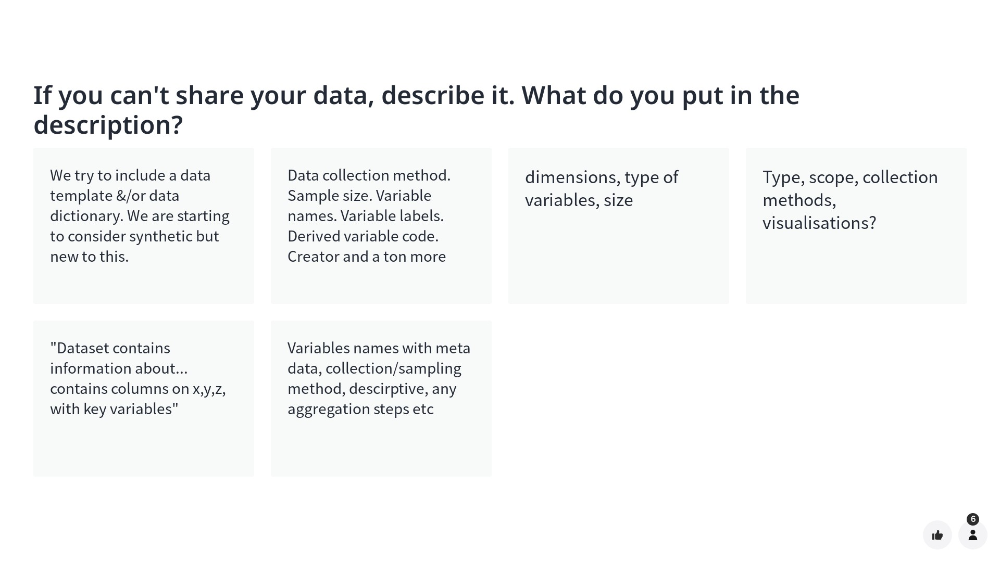 If you can't share your data, describe it. What do you put in the
description?
We try to include a data
template &/or data
dictionary. We are starting
to consider synthetic but
new to this.
Data collection method.
Sample size. Variable
names. Variable labels.
Derived variable code.
Creator and a ton more
dimensions, type of
variables, size
Type, scope, collection
methods,
visualisations?
"Dataset contains
information about...
contains columns on x,y,z,
with key variables"
Variables names with meta
data, collection/sampling
method, descirptive, any
aggregation steps etc
6